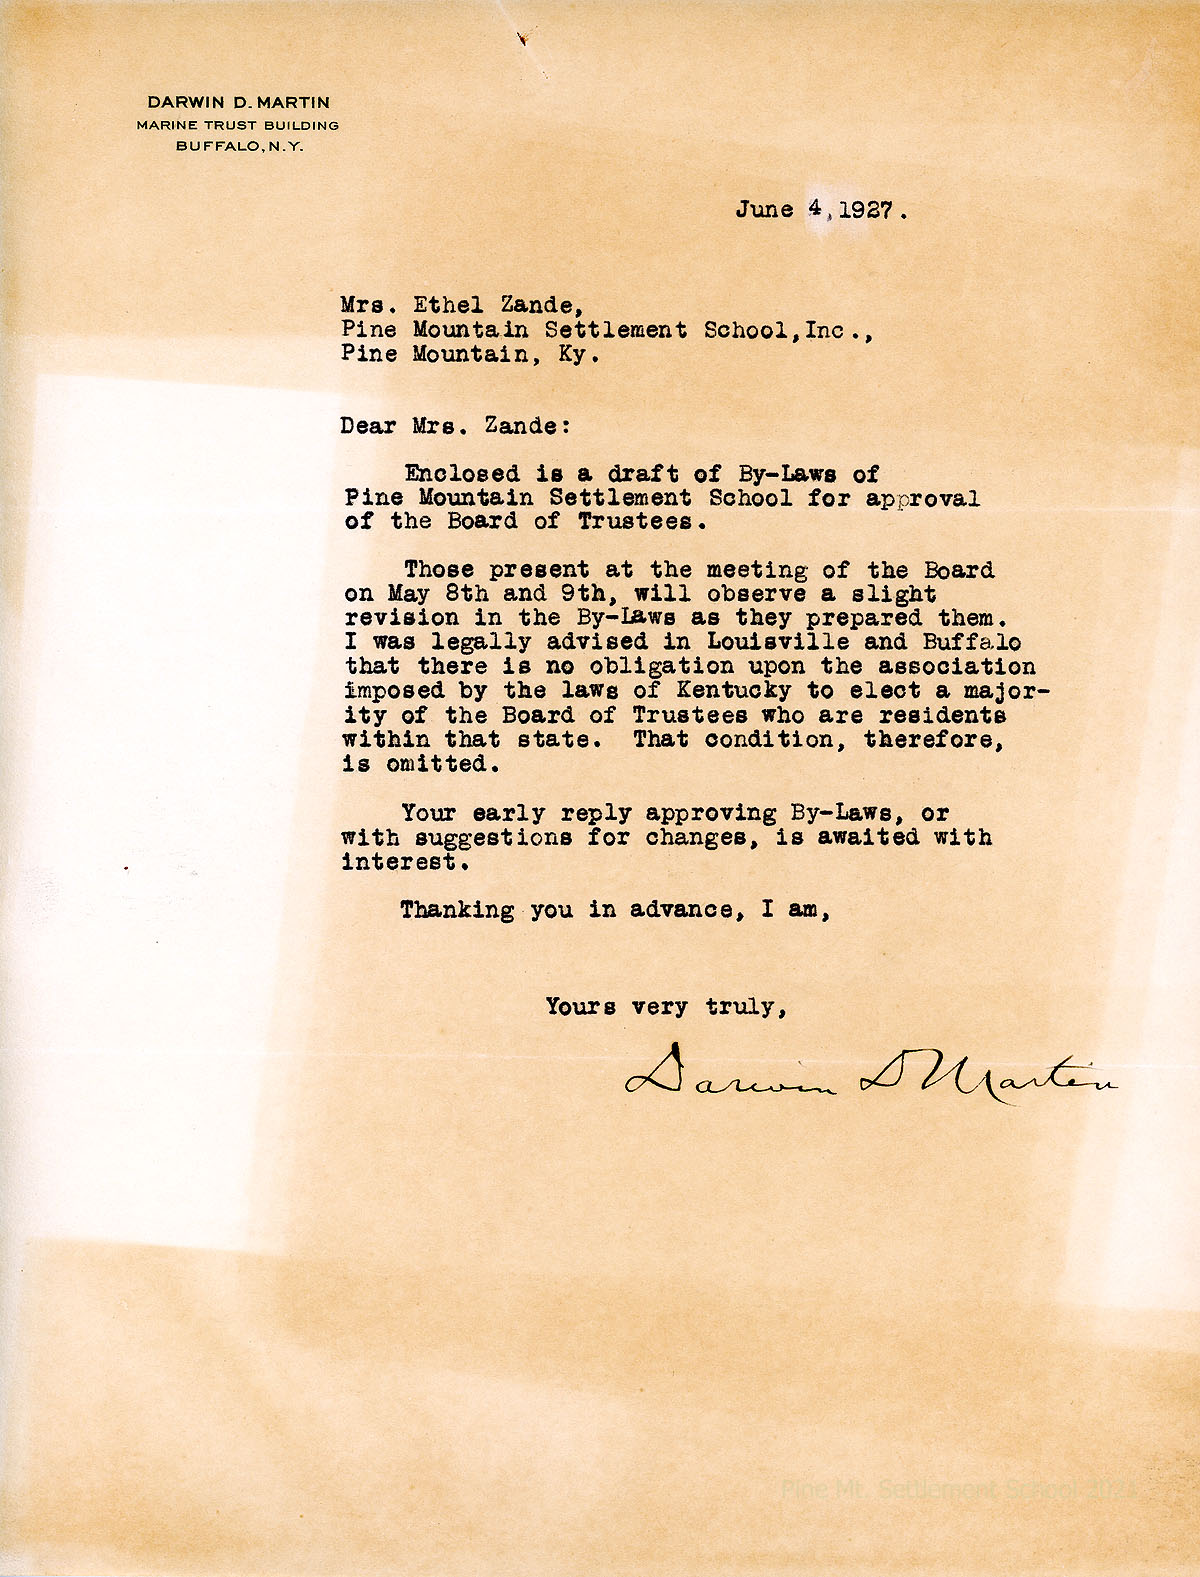 DARWIN D. MARTIN
MARINE TRUST BUILDING
BUFFALO, N.Y.
June 4, 1927.
Mrs. Ethel Zande,
Pine Mountain Settlement School, Inc.,
Pine Mountain, Ky.
Dear Mrs. Zande:
Enclosed is a draft of By-Laws of
Pine Mountain Settlement School for approval
of the Board of Trustees.
Those present at the meeting of the Board
on May 8th and 9th, will observe a slight
revision in the By-Laws as they prepared them.
I was legally advised in Louisville and Buffalo
that there is no obligation upon the association
imposed by the laws of Kentucky to elect a major-
ity of the Board of Trustees who are residents
within that state. That condition, therefore,
is omitted.
Your early reply approving By-Laws, or
with suggestions for changes, is awaited with
interest.
Thanking you in advance, I am,
Yours very truly,
Darwin D Martin
Pine Mt. Settlement School